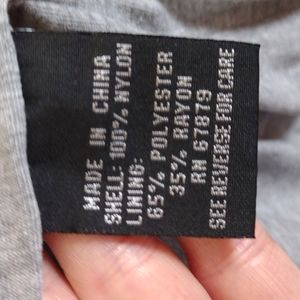 MADE IN CHINA
SHELL: 100% NYLON
LINING:
65% POLYESTER
35% RAYON
RN 67879
SEE REVERSE FOR CARE